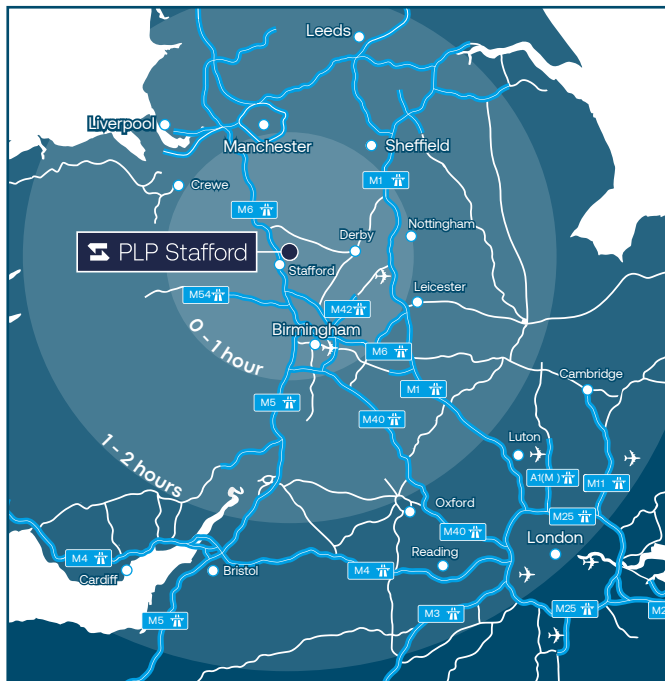 Leeds
Liverpool
Manchester
Sheffield
Crewe
M1
M6
Nottingham
Derby
PLP Stafford
Stafford
M54
M42
Leicester
Birmingham
0 - 1 hour
M6
M1
Cambridge
M5
M40
1 - 2 hours
Luton
A1(M )
M11
Oxford
M25
M40
London
Reading
M4
Cardiff
Bristol
M4
M3
M25
M2
M5